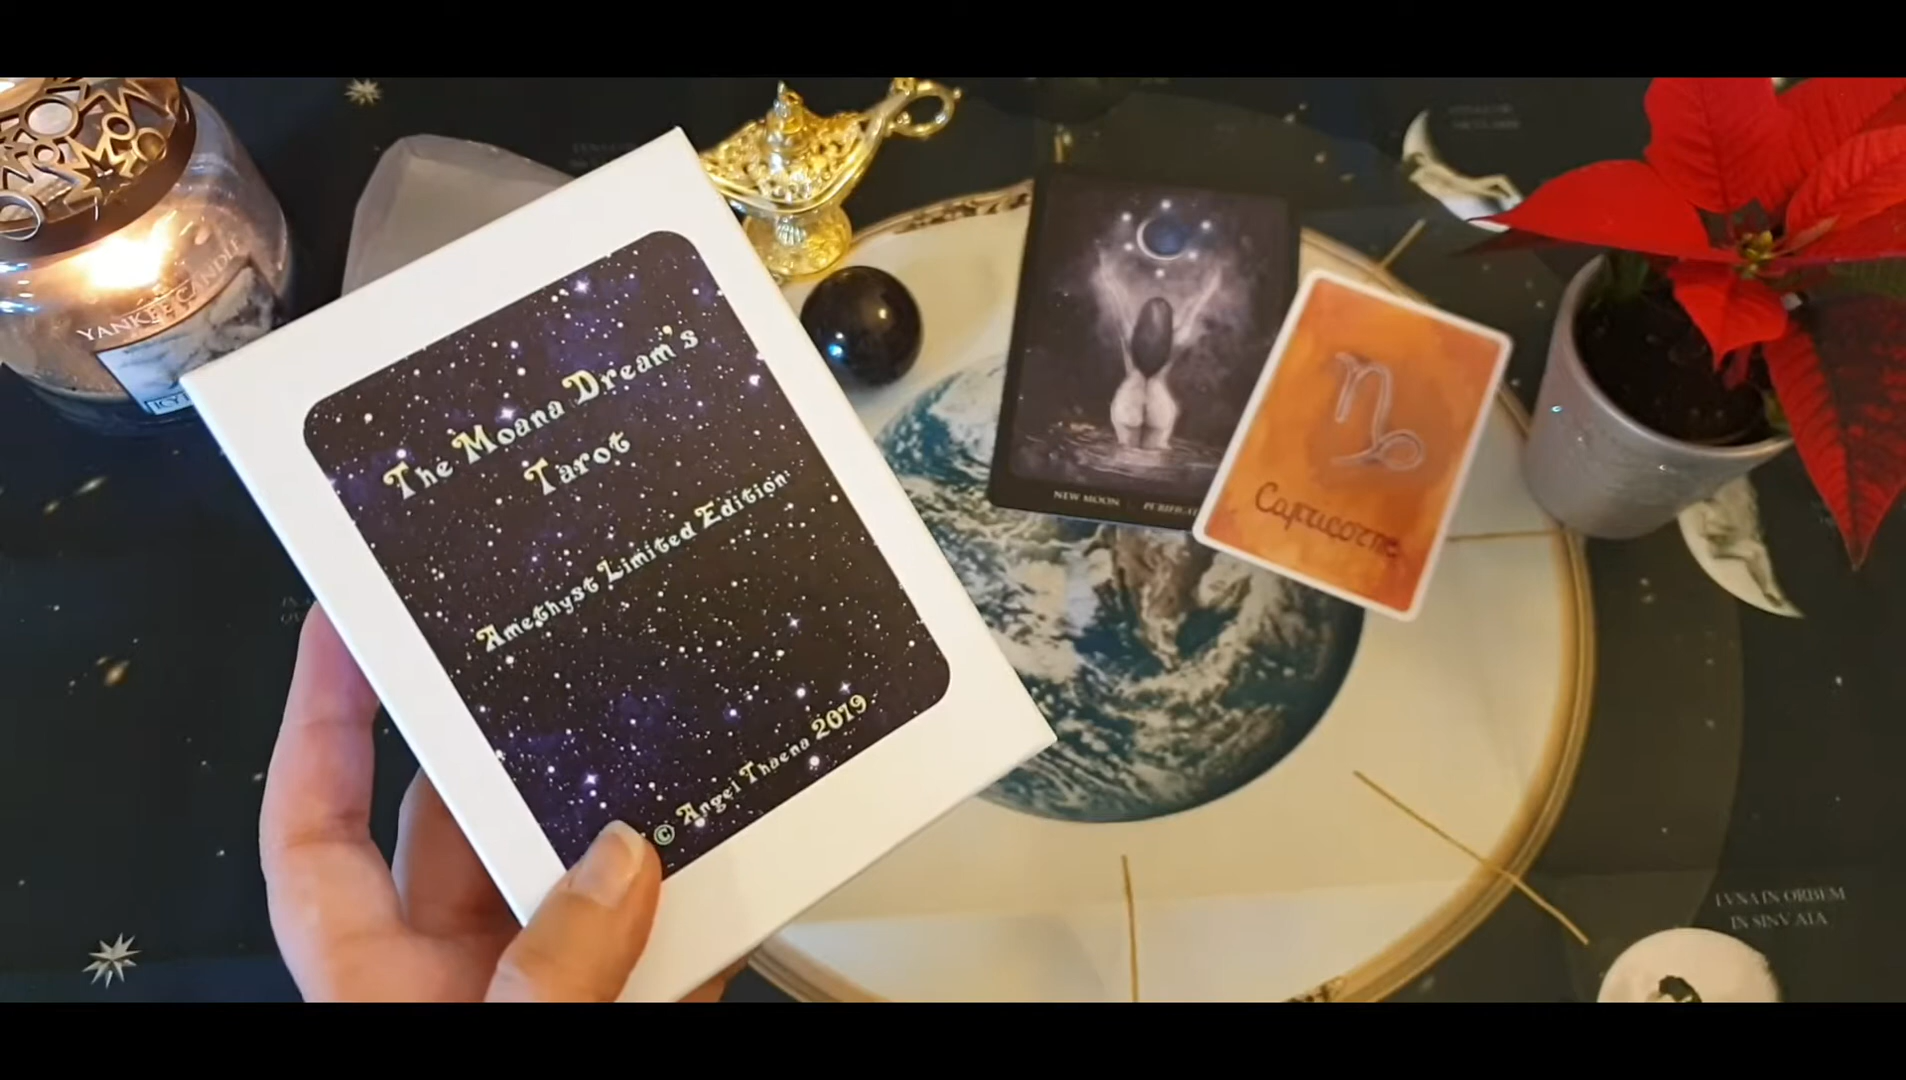 The Moana Dream's
Tarot
Amethyst Limited Edition
© Angel Thaena 2019
YANKEE CANDLE
NEW MOON
Capricorne
LVNA IN ORBEM
IN SINV AIA